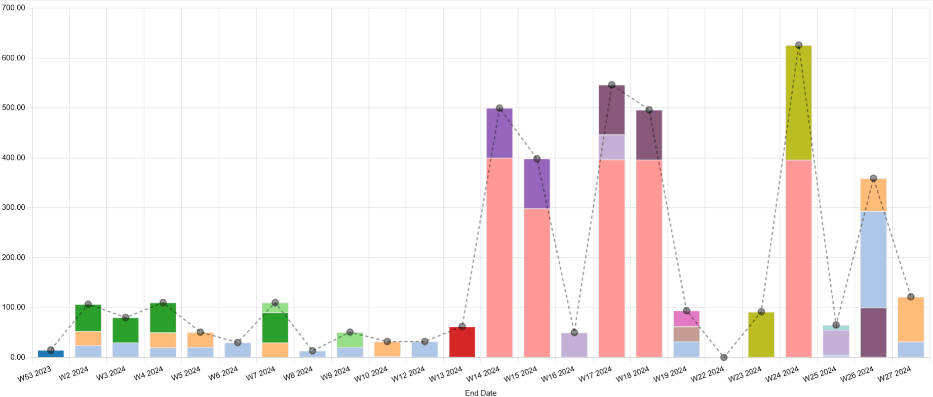 700.00
600.00
500.00
400.00
300.00
200.00
100.00
0.00
W53 2023
W2 2024
W3 2024
W4 2024
W5 2024
W6 2024
W7 2024
W8 2024
W9 2024
W10 2024
W12 2024
W13 2024
W14 2024
W15 2024
W16 2024
W17 2024
W18 2024
W19 2024
W22 2024
W23 2024
W24 2024
W25 2024
W26 2024
W27 2024
End Date